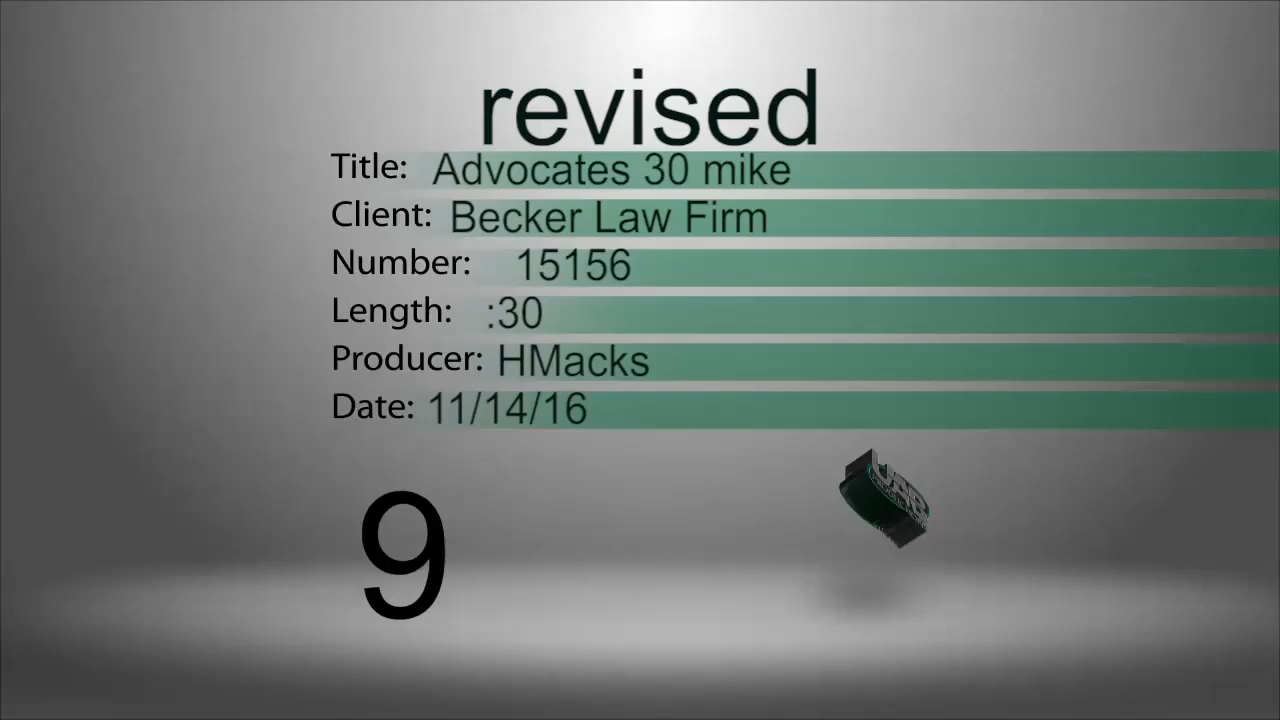 revised
Title: Advocates 30 mike
Client: Becker Law Firm
Number: 15156
Length: :30
Producer: HMacks
Date: 11/14/16
9